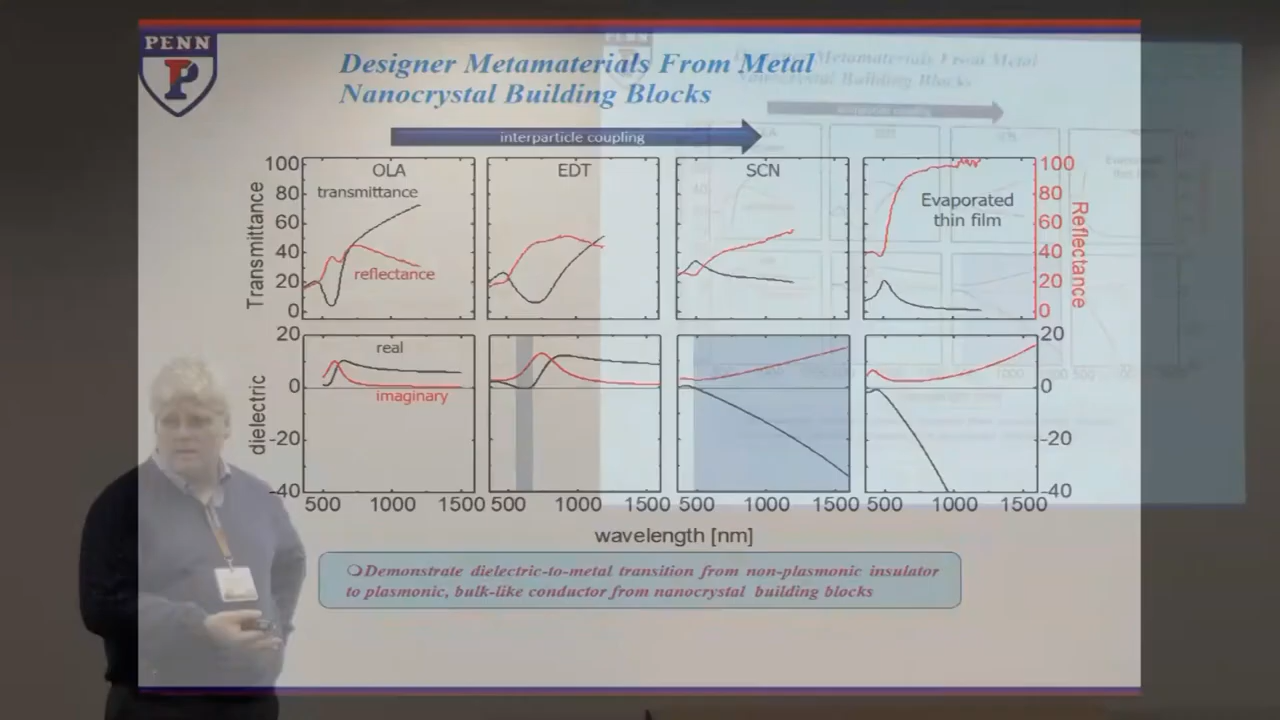 PENN
P
Designer Metamaterials From Metal
Nanocrystal Building Blocks
interparticle coupling
OLA
EDT
SCN
Evaporated
thin film
transmittance
reflectance
Transmittance
100
80
60
40
20
0
Reflectance
100
80
60
40
20
0
real
imaginary
dielectric
20
0
-20
-40
20
0
-20
-40
500 1000 1500 500 1000 500 1000 1500 500 1000 1500
wavelength [nm]
❍Demonstrate dielectric-to-metal transition from non-plasmonic insulator
to plasmonic, bulk-like conductor from nanocrystal building blocks